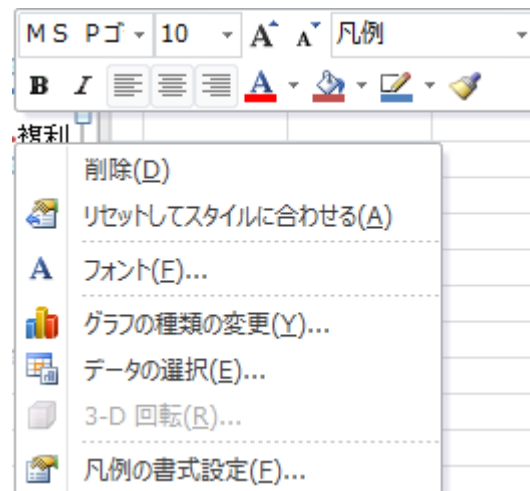 MS Pゴ 10 A A 凡例
B I A
複利
削除(D)
リセットしてスタイルに合わせる(A)
A フォント(F)...
グラフの種類の変更(Y)...
データの選択(E)...
3-D 回転(R)...
凡例の書式設定(F)...